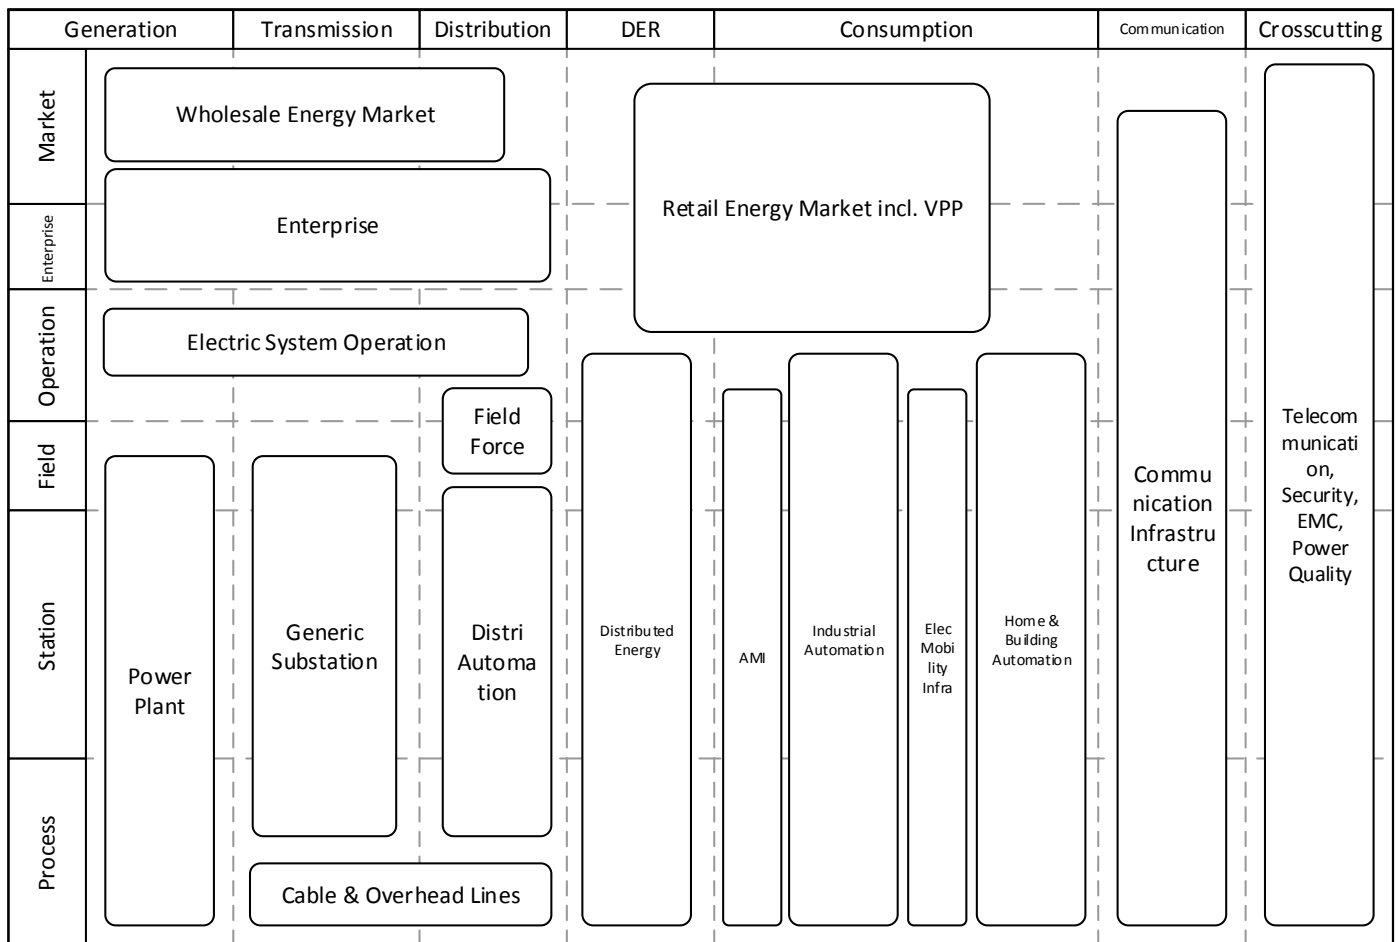 Generation
Transmission
Distribution
DER
Consumption
Communication
Crosscutting
Market
Enterprise
Operation
Field
Station
Process
Wholesale Energy Market
Enterprise
Electric System Operation
Field
Force
Retail Energy Market incl. VPP
Power
Plant
Generic
Substation
Distri
Automa
tion
Cable & Overhead Lines
Distributed
Energy
AMI
Industrial
Automation
Elec
Mobi
lity
Infra
Home &
Building
Automation
Commu
nication
Infrastru
cture
Telecom
municati
on,
Security,
EMC,
Power
Quality